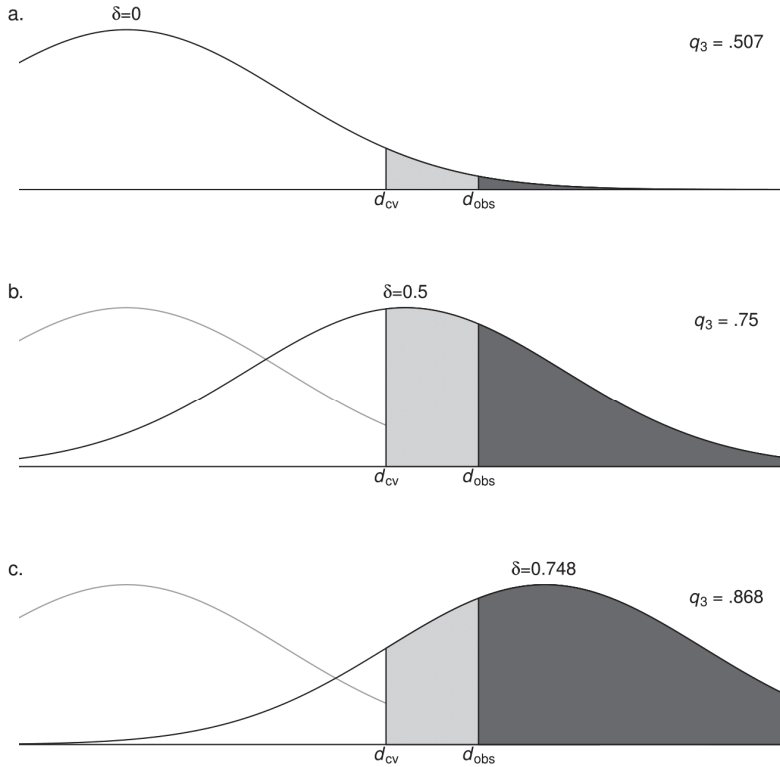 a.
δ=0
q3 = .507
dcv
dobs
b.
δ=0.5
q3 = .75
dcv
dobs
c.
δ=0.748
q3 = .868
dcv
dobs